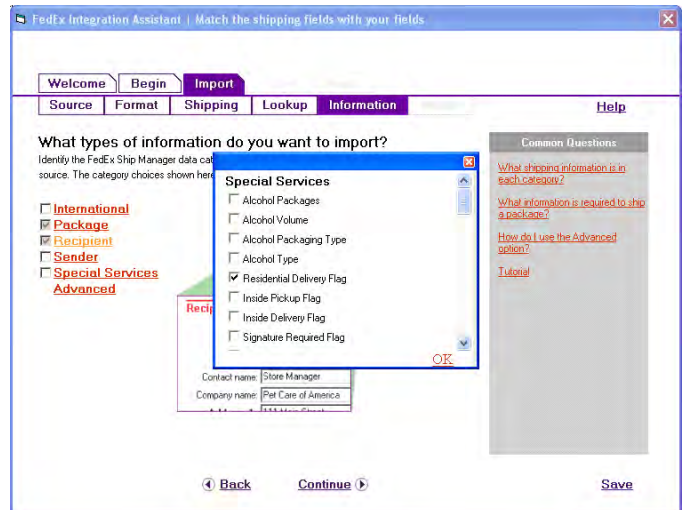 FedEx Integration Assistant | Match the shipping fields with your fields
Welcome Begin Import
Source Format Shipping Lookup Information
Help
What types of information do you want to import?
Identify the FedEx Ship Manager data cat
source. The category choices shown here
International
Package
Recipient
Sender
Special Services
Advanced
Special Services
Alcohol Packages
Alcohol Volume
Alcohol Packaging Type
Alcohol Type
Residential Delivery Flag
Inside Pickup Flag
Inside Delivery Flag
Signature Required Flag
OK
Recip
Contact name: Store Manager
Company name: Pet Care of America
Common Questions
What shipping information is in
each category?
What information is required to ship
a package?
How do I use the Advanced
option?
Tutorial
Back Continue Save